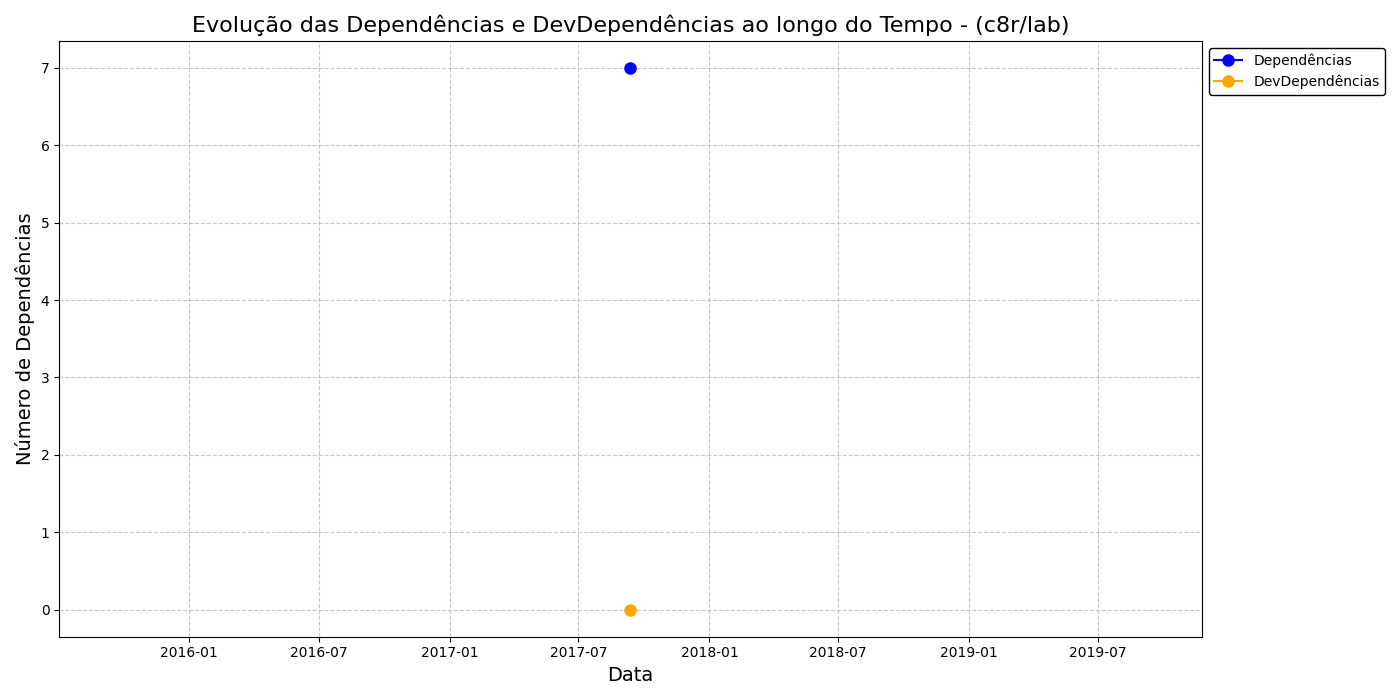 Evolução das Dependências e DevDependências ao longo do Tempo - (c8r/lab)
Dependências
DevDependências
Número de Dependências
7
6
5
4
3
2
1
0
2016-01 2016-07 2017-01 2017-07 2018-01 2018-07 2019-01 2019-07
Data